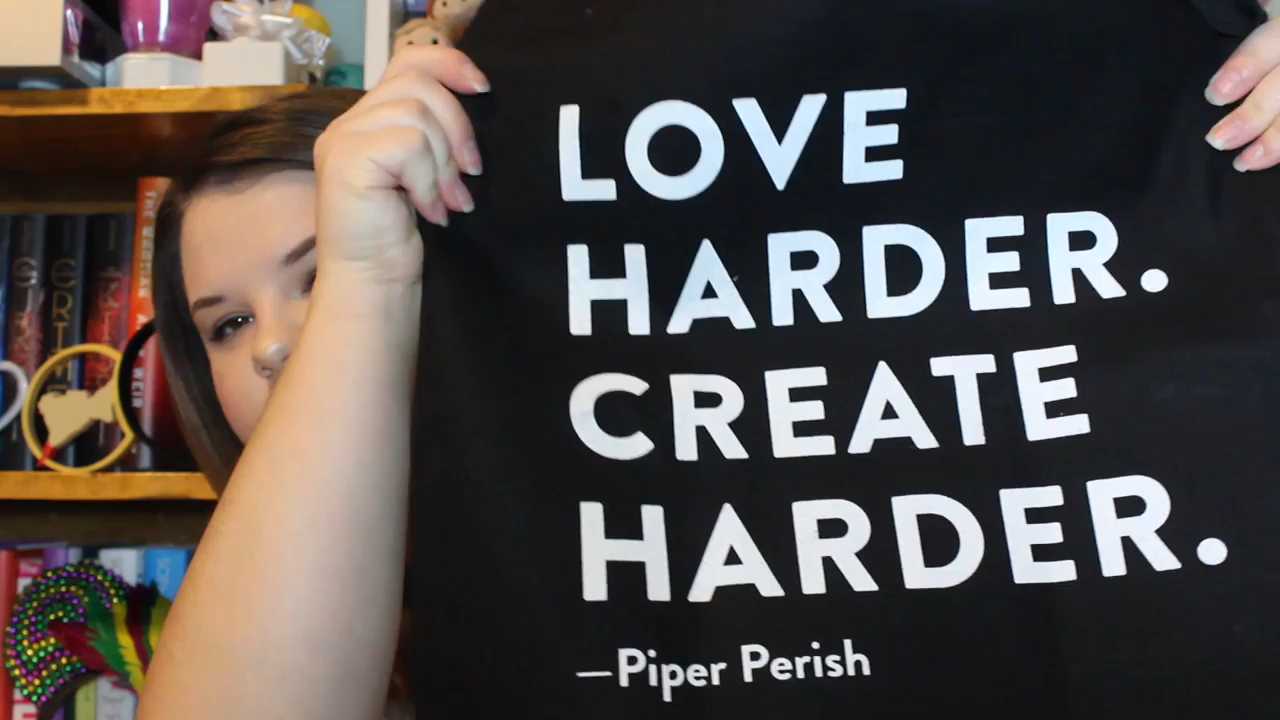 LOVE
HARDER.
CREATE
HARDER.
—Piper Perish